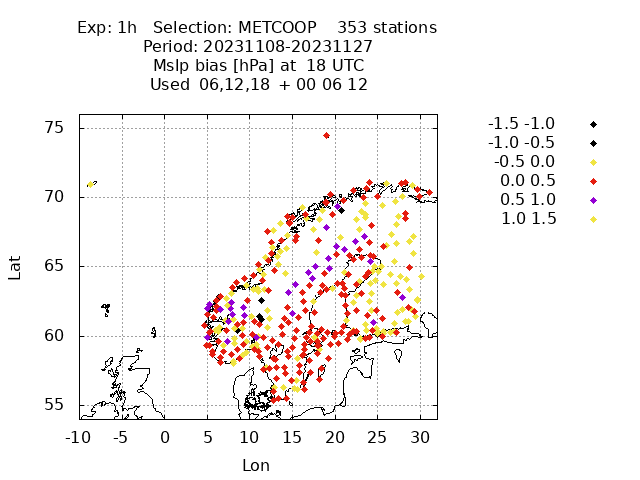 Exp: 1h Selection: METCOOP 353 stations
Period: 20231108-20231127
Mslp bias [hPa] at 18 UTC
Used 06,12,18 + 00 06 12
75
70
65
60
55
Lat
-10 -5 0 5 10 15 20 25 30
Lon
-1.5 -1.0
-1.0 -0.5
-0.5 0.0
0.0 0.5
0.5 1.0
1.0 1.5